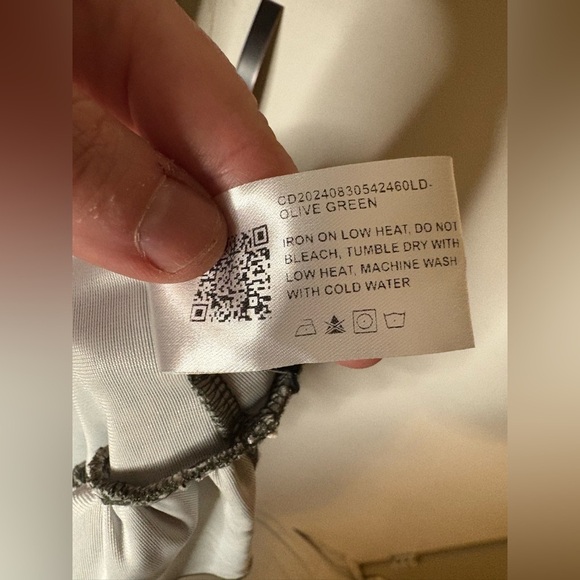 CD20240830542460LD-
OLIVE GREEN
IRON ON LOW HEAT, DO NOT
BLEACH, TUMBLE DRY WITH
LOW HEAT, MACHINE WASH
WITH COLD WATER